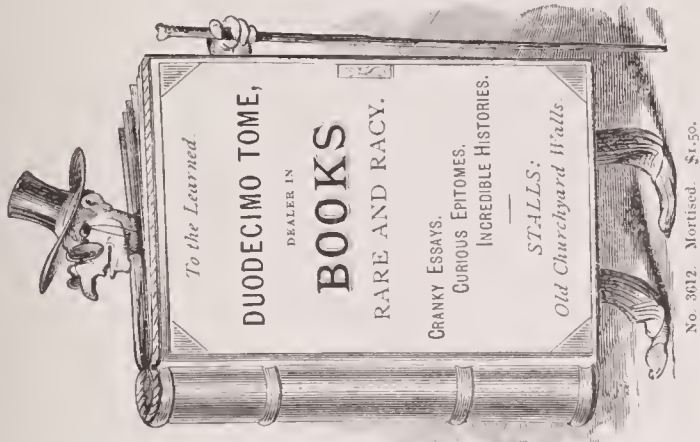 To the Learned.
DUODECIMO TOME,
DEALER IN
BOOKS
RARE AND RACY.
CRANKY ESSAYS.
CURIOUS EPITOMES.
INCREDIBLE HISTORIES.
STALLS:
Old Churchyard Walls.
No. 3612. Mortised $1.50.